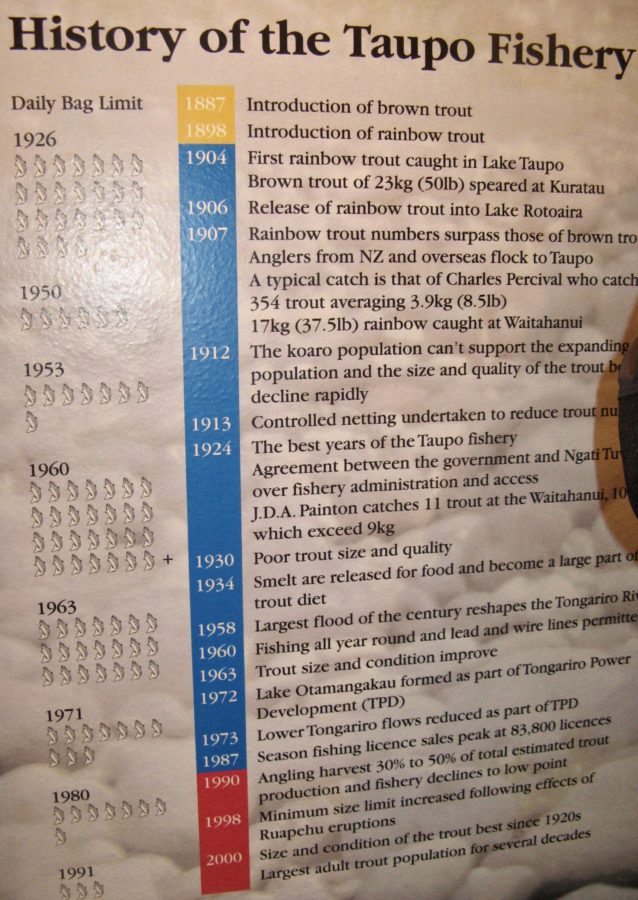 History of the Taupo Fishery
Daily Bag Limit
1926
1950
1953
1960
+
1963
1971
1980
1991
1887 Introduction of brown trout
1898 Introduction of rainbow trout
1904 First rainbow trout caught in Lake Taupo
Brown trout of 23kg (50lb) speared at Kuratau
1906 Release of rainbow trout into Lake Rotoaira
1907 Rainbow trout numbers surpass those of brown
Anglers from NZ and overseas flock to Taupo
A typical catch is that of Charles Percival who catch
354 trout averaging 3.9kg (8.5lb)
17kg (37.5lb) rainbow caught at Waitahanui
1912 The koaro population can't support the expanding
population and the size and quality of the trout
decline rapidly
1913 Controlled netting undertaken to reduce trout
1924 The best years of the Taupo fishery
Agreement between the government and Ngati
over fishery administration and access
J.D.A. Painton catches 11 trout at the Waitahanui, 10
which exceed 9kg
1930 Poor trout size and quality
1934 Smelt are released for food and become a large part of
trout diet
1958 Largest flood of the century reshapes the Tongariro
1960 Fishing all year round and lead and wire lines
1963 Trout size and condition improve
1972 Lake Otamangakau formed as part of Tongariro Power
Development (TPD)
1973 Lower Tongariro flows reduced as part of TPD
1987 Season fishing licence sales peak at 83,800 licences
1990 Angling harvest 30% to 50% of total estimated trout
production and fishery declines to low point
1998 Minimum size limit increased following effects of
Ruapehu eruptions
2000 Size and condition of the trout best since 1920s
Largest adult trout population for several decades